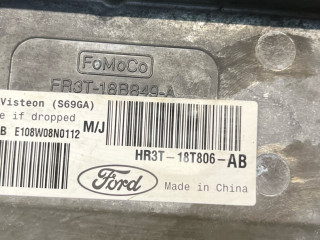 FoMoCo
FR3T-18B849-A
Visteon (S69GA)
e if dropped
B E108W08N0112 M/J
HR3T-18T806-AB
Ford Made in China